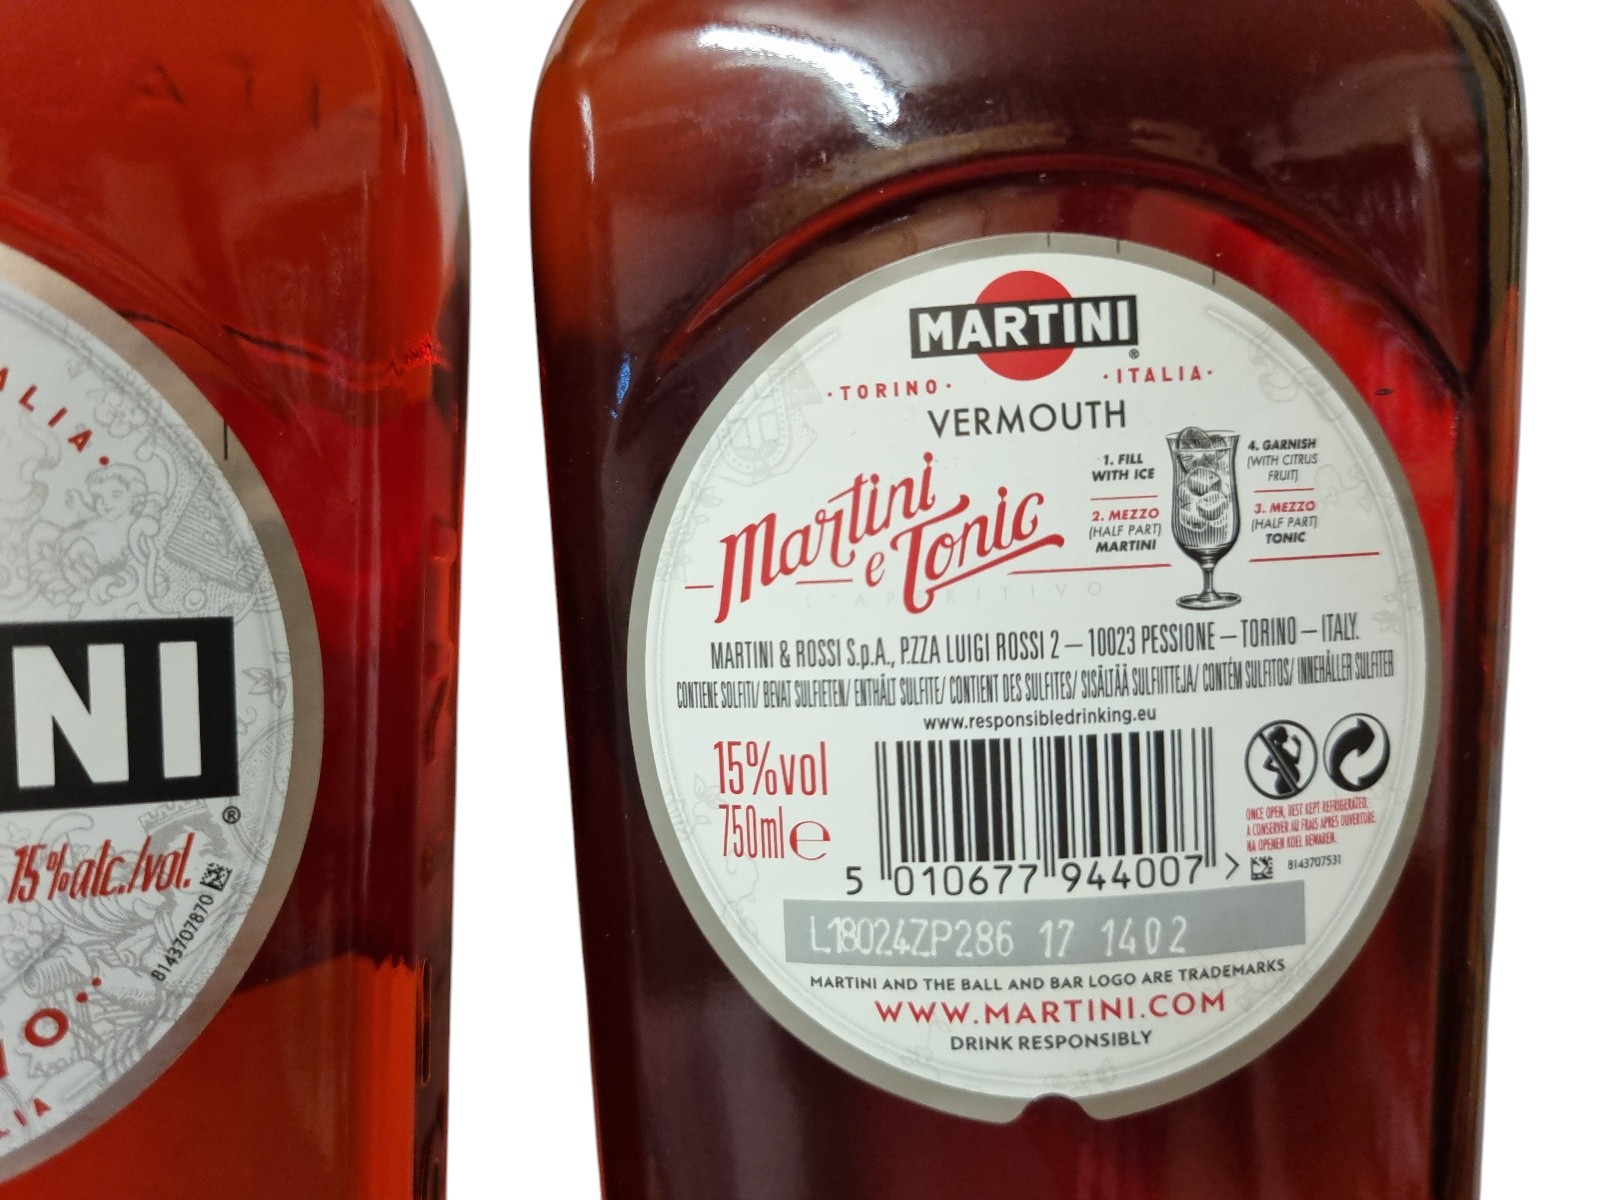 ALIA.
NI
®
15% alc./vol.
8143707870
LIA
MARTINI
®
·TORINO· ·ITALIA·
VERMOUTH
Martini
e Tonic
L'APERITIVO
1. FILL
WITH ICE
2. MEZZO
(HALF PART)
MARTINI
4. GARNISH
(WITH CITRUS
FRUIT)
3. MEZZO
(HALF PART)
TONIC
MARTINI & ROSSI S.p.A., P.ZZA LUIGI ROSSI 2 – 10023 PESSIONE – TORINO – ITALY.
CONTIENE SOLFITI/ BEVAT SULFIETEN/ ENTHÄLT SULFITE/ CONTIENT DES SULFITES/ SISÄLTÄÄ SULFIITTEJA/ CONTÉM SULFITOS/ INNEHÅLLER SULFITER
www.responsibledrinking.eu
15%vol
750ml e
5 010677 944007 >
ONCE OPEN, BEST KEPT REFRIGERATED.
A CONSERVER AU FRAIS APRES OUVERTURE.
NA OPENEN KOEL BEWAREN.
8143707531
L18024ZP286 17 1402
MARTINI AND THE BALL AND BAR LOGO ARE TRADEMARKS
WWW.MARTINI.COM
DRINK RESPONSIBLY